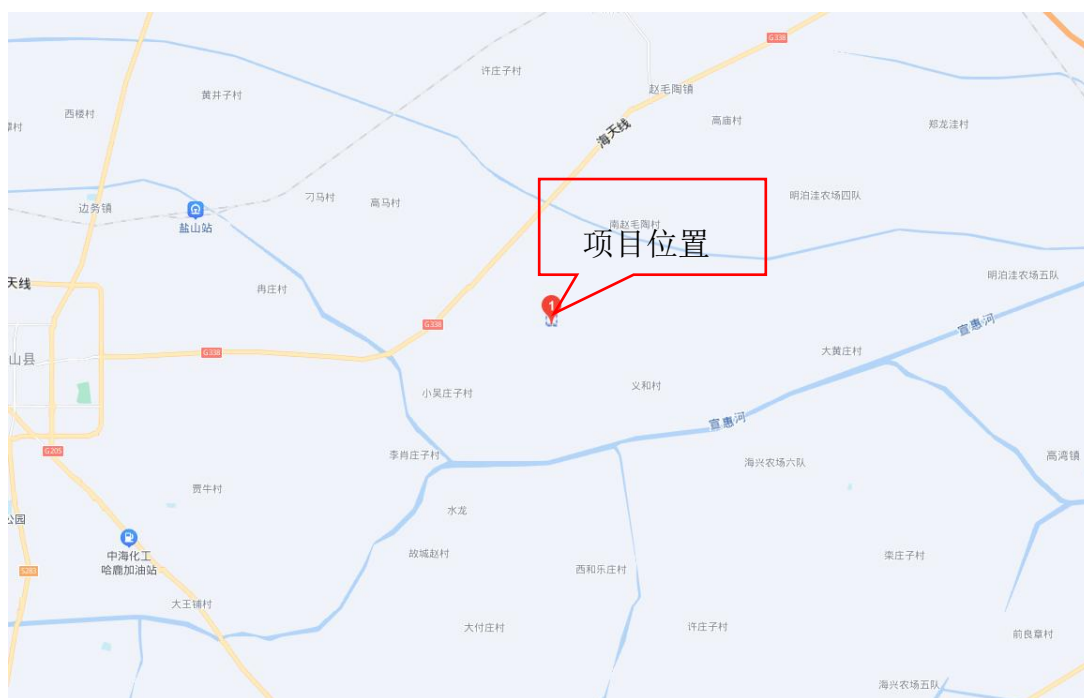 G338
许庄子村
赵毛陶镇
黄井子村
西楼村
高庙村
郑龙洼村
海天线
刁马村
高马村
明泊洼农场四队
边务镇
盐山站
南赵毛陶村
项目位置
明泊洼农场五队
天线
冉庄村
1
宣惠河
G338
G338
大黄庄村
山县
小吴庄子村
义和村
宣惠河
G205
李肖庄子村
海兴农场六队
高湾镇
贾牛村
水龙
公园
中海化工
哈鹿加油站
故城赵村
西和乐庄村
栾庄子村
S283
大王铺村
大付庄村
许庄子村
前良章村
海兴农场五队